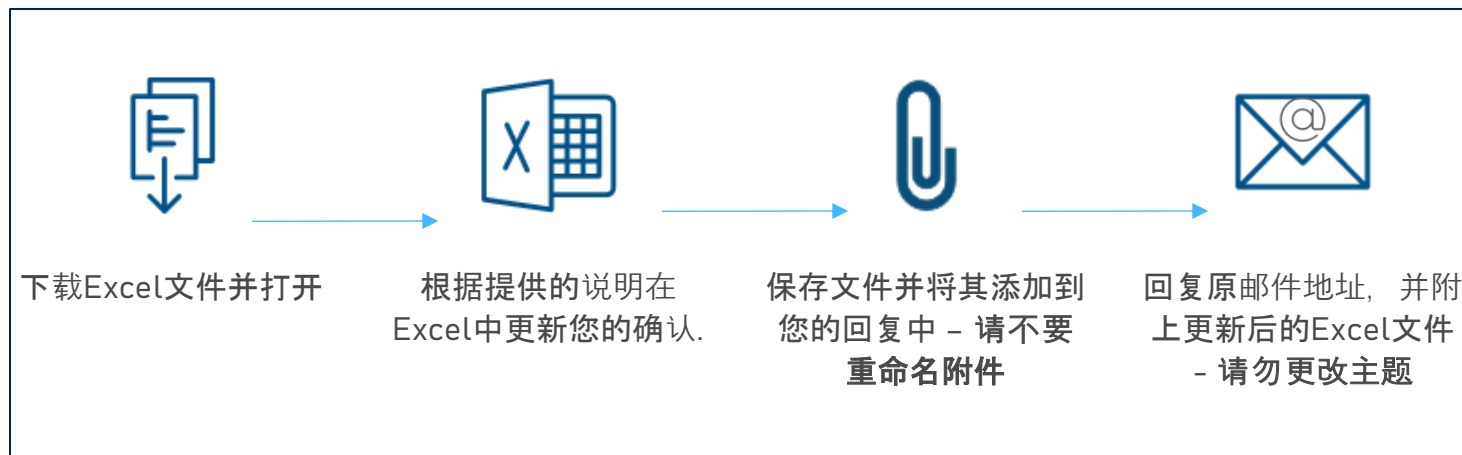 X
@
下载Excel文件并打开
根据提供的说明在
Excel中更新您的确认.
保存文件并将其添加到
您的回复中 – 请不要
重命名附件
回复原邮件地址，并附
上更新后的Excel文件
– 请勿更改主题